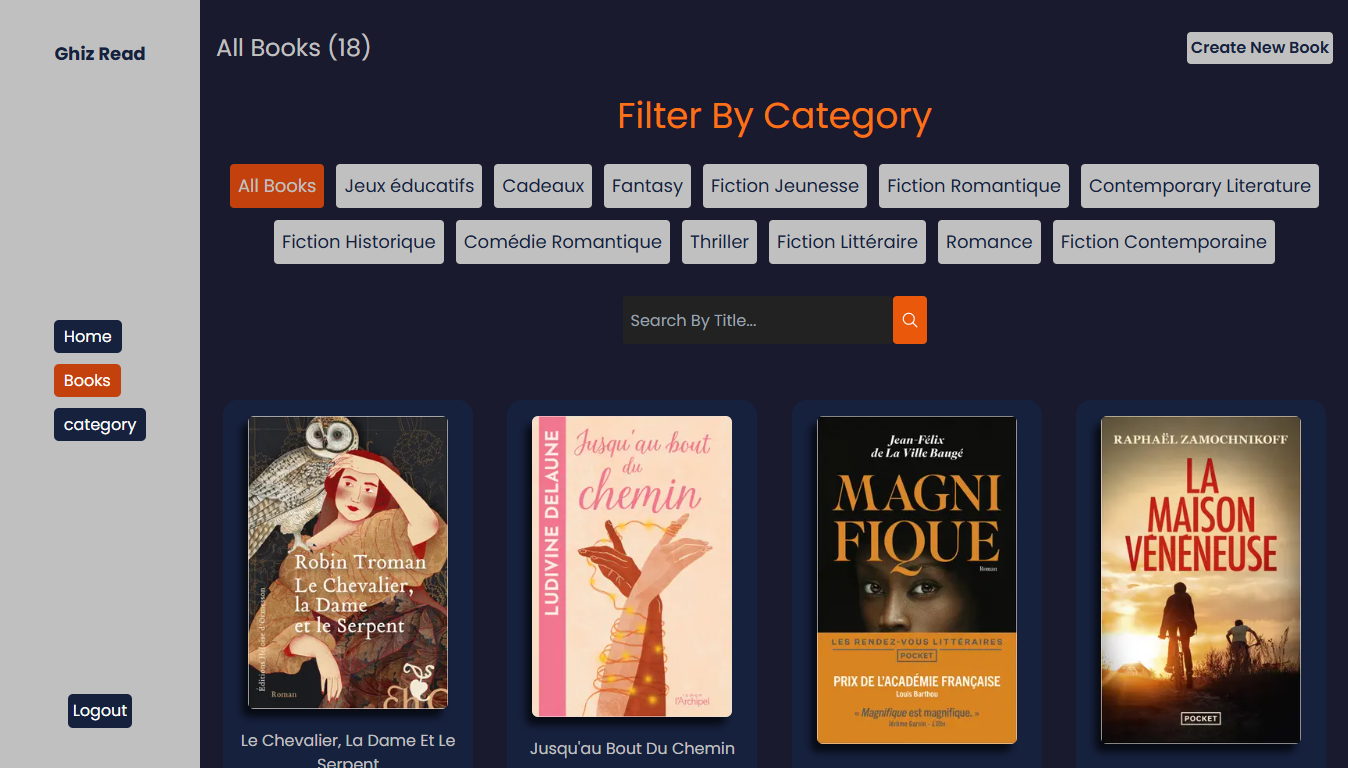 Ghiz Read
All Books (18)
Create New Book
Filter By Category
All Books
Jeux éducatifs
Cadeaux
Fantasy
Fiction Jeunesse
Fiction Romantique
Contemporary Literature
Fiction Historique
Comédie Romantique
Thriller
Fiction Littéraire
Romance
Fiction Contemporaine
Search By Title...
Home
Books
category
Logout
Robin Troman
Le Chevalier,
la Dame
et le Serpent
Roman
Le Chevalier, La Dame Et Le
Serpent
LUDIVINE DELAUNE
Jusqu'au bout
du
chemin
l'Archipel
Jusqu'au Bout Du Chemin
Jean-Félix
de La Ville Baugé
MAGNI
FIQUE
Roman
LES RENDEZ-VOUS LITTÉRAIRES
POCKET
PRIX DE L'ACADÉMIE FRANÇAISE
Louis Barthou
« Magnifique est magnifique. »
RAPHAËL ZAMOCHNIKOFF
LA
MAISON
VÉNÉNEUSE
POCKET